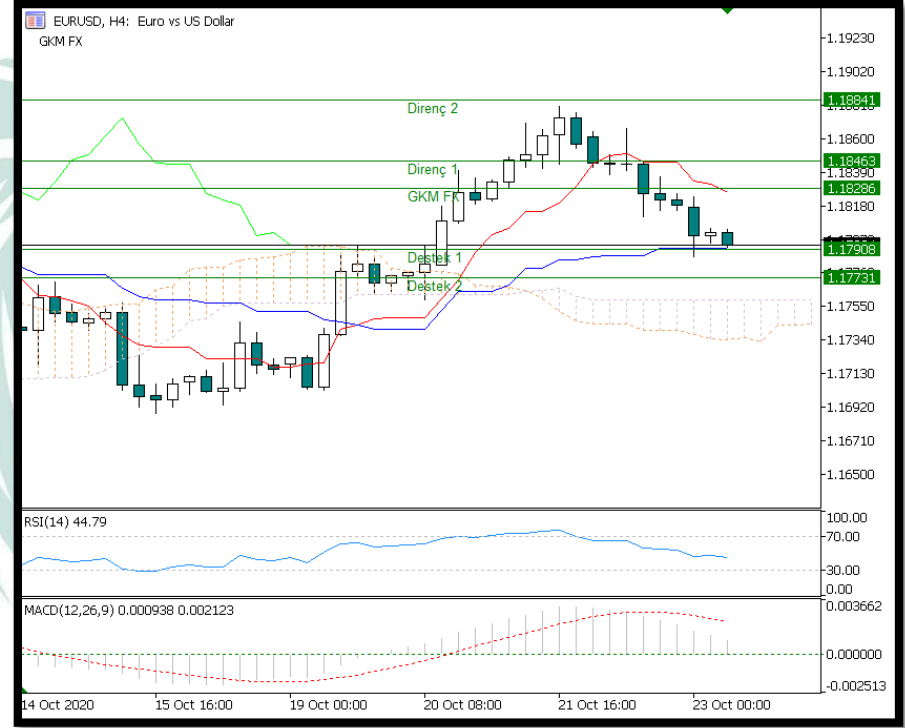 EURUSD, H4: Euro vs US Dollar
GKM FX
1.19230
1.19020
1.18841
Direnç 2
1.18600
1.18463
Direnç 1
1.18390
1.18286
GKM FX
1.18180
1.17908
Destek 1
1.17731
Destek 2
1.17550
1.17340
1.17130
1.16920
1.16710
1.16500
RSI(14) 44.79
100.00
70.00
30.00
0.00
MACD(12,26,9) 0.000938 0.002123
0.003662
0.000000
-0.002513
14 Oct 2020 15 Oct 16:00 19 Oct 00:00 20 Oct 08:00 21 Oct 16:00 23 Oct 00:00